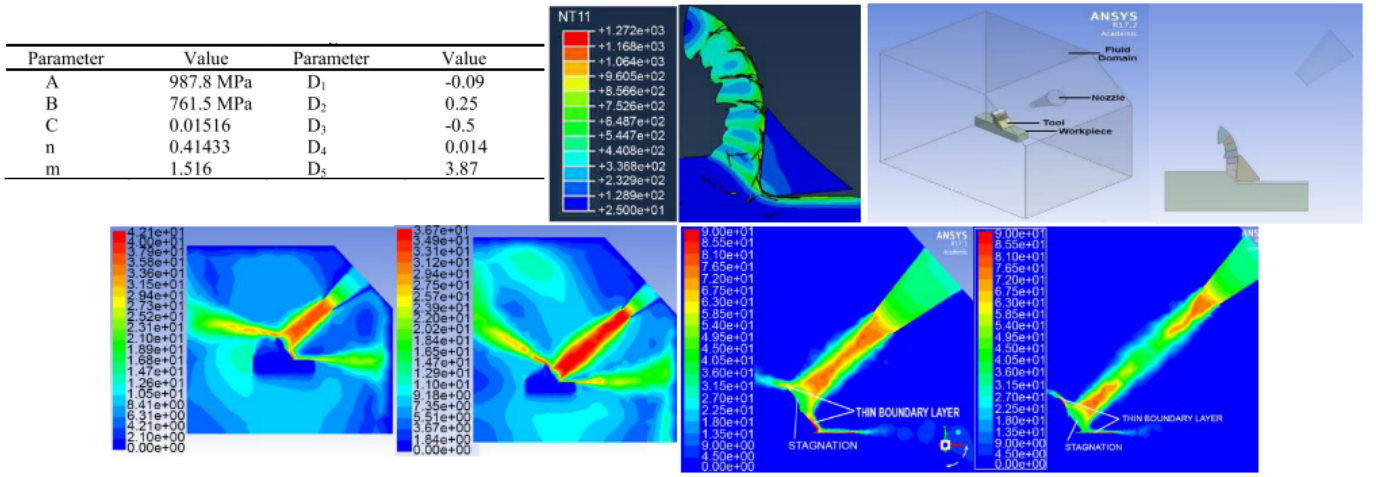 Parameter Value Parameter Value
A 987.8 MPa D1 -0.09
B 761.5 MPa D2 0.25
C 0.01516 D3 -0.5
n 0.41433 D4 0.014
m 1.516 D5 3.87
NT11
+1.272e+03
+1.168e+03
+1.064e+03
+9.605e+02
+8.566e+02
+7.526e+02
+6.487e+02
+5.447e+02
+4.408e+02
+3.368e+02
+2.329e+02
+1.289e+02
+2.500e+01
ANSYS
R17.2
Academic
Fluid
Domain
Nozzle
Tool
Workpiece
4.21e+01
4.00e+01
3.79e+01
3.58e+01
3.36e+01
3.15e+01
2.94e+01
2.73e+01
2.52e+01
2.31e+01
2.10e+01
1.89e+01
1.68e+01
1.47e+01
1.26e+01
1.05e+01
8.41e+00
6.31e+00
4.21e+00
2.10e+00
0.00e+00
3.67e+01
3.49e+01
3.31e+01
3.12e+01
2.94e+01
2.75e+01
2.57e+01
2.39e+01
2.20e+01
2.02e+01
1.84e+01
1.65e+01
1.47e+01
1.29e+01
1.10e+01
9.18e+00
7.35e+00
5.51e+00
3.67e+00
1.84e+00
0.00e+00
9.00e+01
8.55e+01
8.10e+01
7.65e+01
7.20e+01
6.75e+01
6.30e+01
5.85e+01
5.40e+01
4.95e+01
4.50e+01
4.05e+01
3.60e+01
3.15e+01
2.70e+01
2.25e+01
1.80e+01
1.35e+01
9.00e+00
4.50e+00
0.00e+00
ANSYS
R17.2
Academic
THIN BOUNDARY LAYER
STAGNATION
9.00e+01
8.55e+01
8.10e+01
7.65e+01
7.20e+01
6.75e+01
6.30e+01
5.85e+01
5.40e+01
4.95e+01
4.50e+01
4.05e+01
3.60e+01
3.15e+01
2.70e+01
2.25e+01
1.80e+01
1.35e+01
9.00e+00
4.50e+00
0.00e+00
THIN BOUNDARY LAYER
STAGNATION